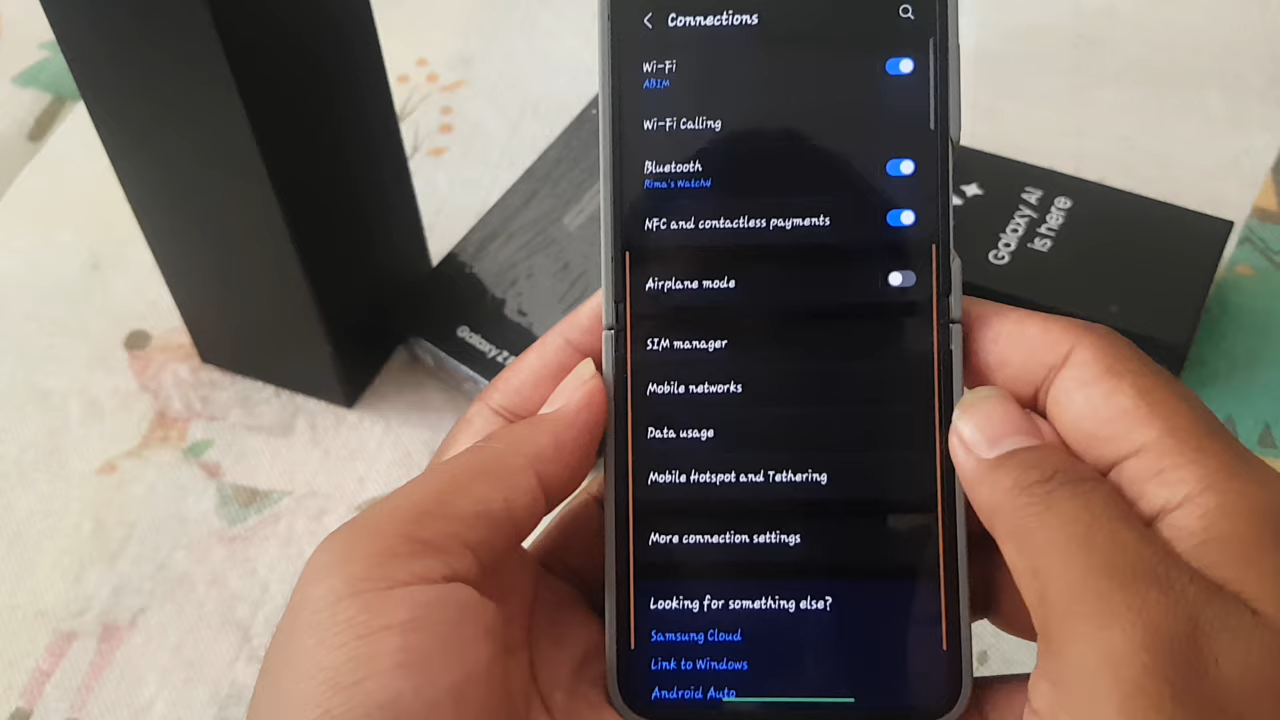 Connections
Wi-Fi
ABIM
Wi-Fi Calling
Bluetooth
NFC and contactless payments
Airplane mode
SIM manager
Mobile networks
Data usage
Mobile Hotspot and Tethering
More connection settings
Looking for something else?
Samsung Cloud
Link to Windows
Android Auto
Galaxy AI
is here
Galaxy Z